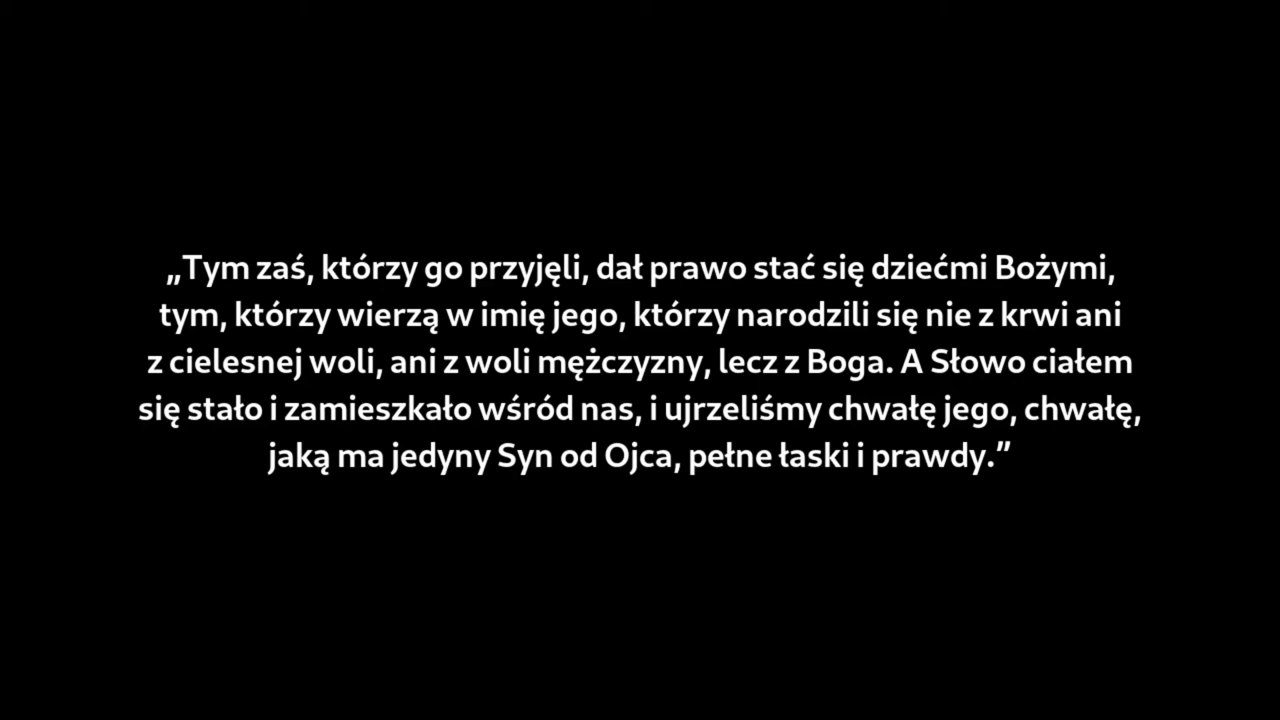 „Tym zaś, którzy go przyjęli, dał prawo stać się dziećmi Bożymi,
tym, którzy wierzą w imię jego, którzy narodzili się nie z krwi ani
z cielesnej woli, ani z woli mężczyzny, lecz z Boga. A Słowo ciałem
się stało i zamieszkało wśród nas, i ujrzeliśmy chwałę jego, chwałę,
jaką ma jedyny Syn od Ojca, pełne łaski i prawdy.”